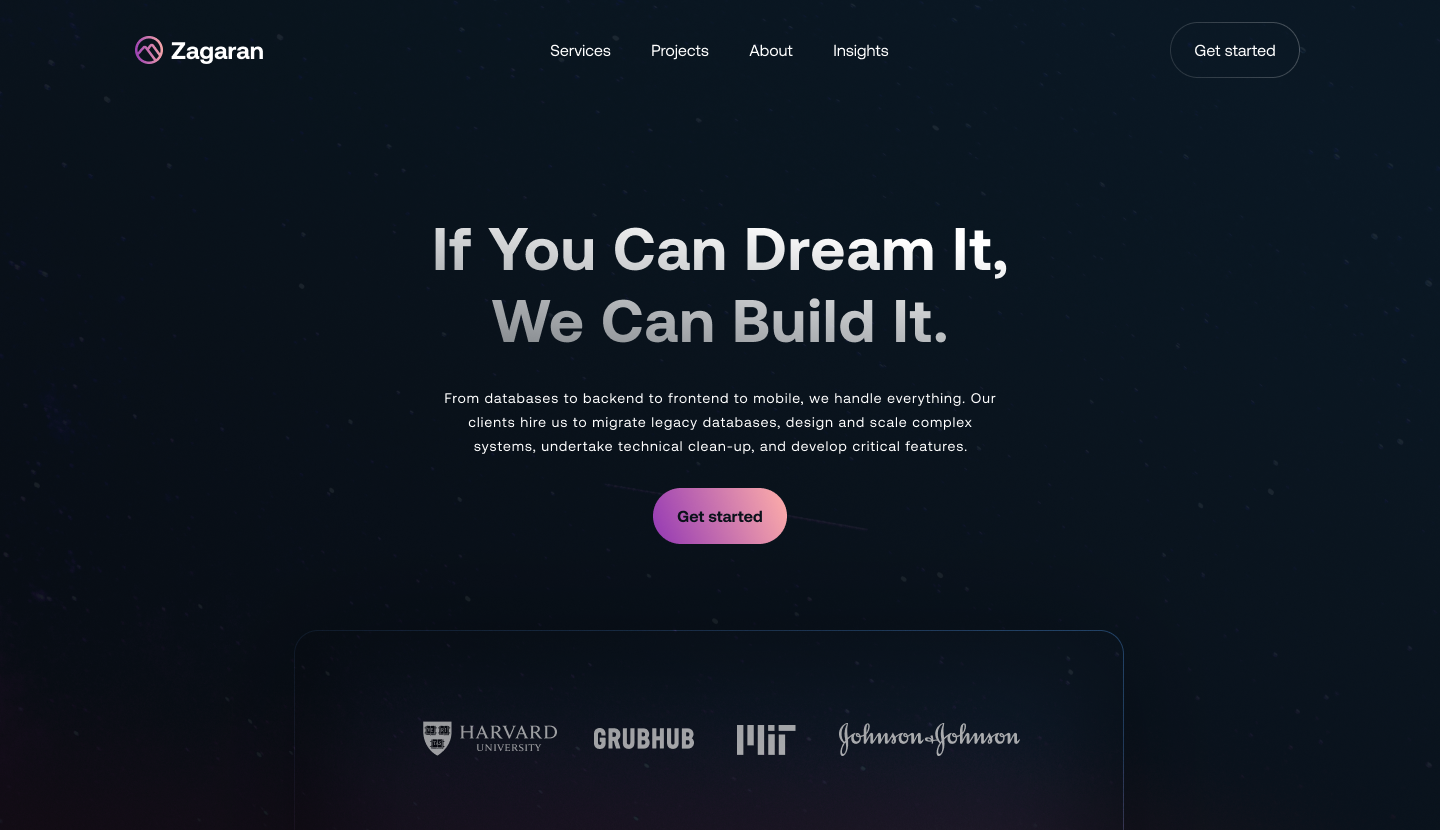 Zagaran
Services
Projects
About
Insights
Get started
If You Can Dream It,
We Can Build It.
From databases to backend to frontend to mobile, we handle everything. Our
clients hire us to migrate legacy databases, design and scale complex
systems, undertake technical clean-up, and develop critical features.
Get started
HARVARD
UNIVERSITY
GRUBHUB
MIT
Johnson & Johnson